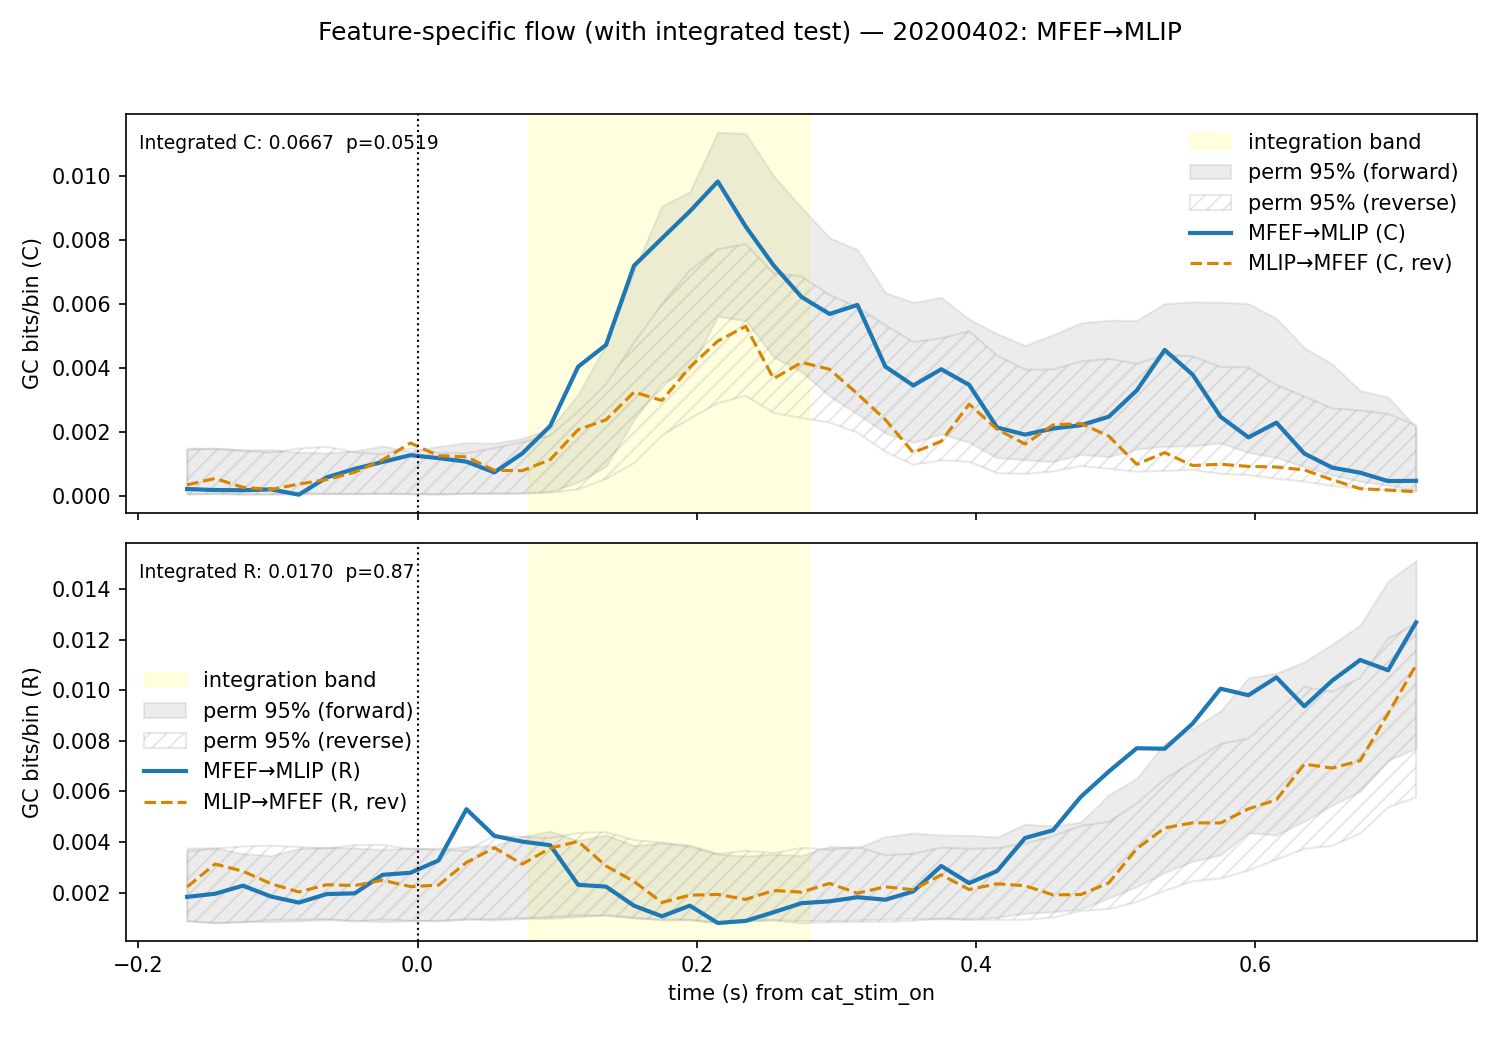 Feature-specific flow (with integrated test) — 20200402: MFEF→MLIP
Integrated C: 0.0667  p=0.0519
integration band
perm 95% (forward)
perm 95% (reverse)
MFEF→MLIP (C)
MLIP→MFEF (C, rev)
GC bits/bin (C)
0.010
0.008
0.006
0.004
0.002
0.000
Integrated R: 0.0170  p=0.87
integration band
perm 95% (forward)
perm 95% (reverse)
MFEF→MLIP (R)
MLIP→MFEF (R, rev)
GC bits/bin (R)
0.014
0.012
0.010
0.008
0.006
0.004
0.002
−0.2 0.0 0.2 0.4 0.6
time (s) from cat_stim_on